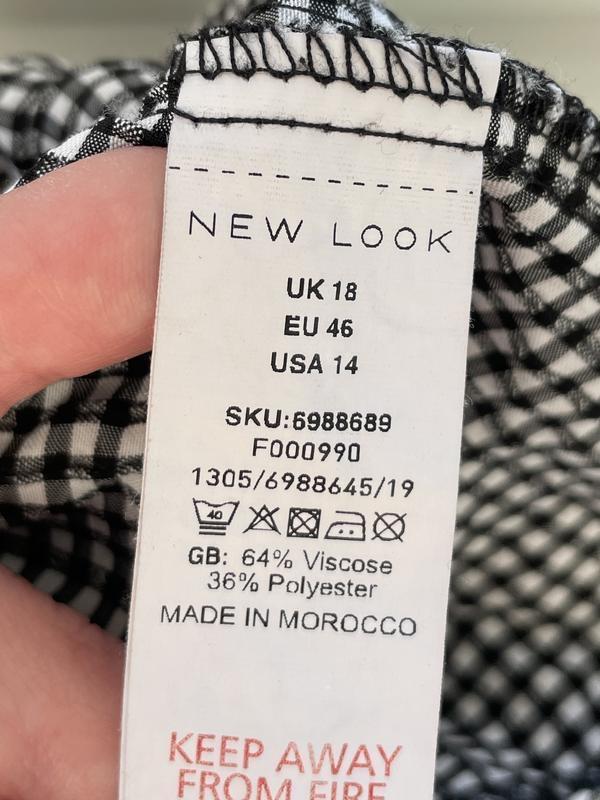 NEW LOOK
UK 18
EU 46
USA 14
SKU:6988689
F000990
1305/6988645/19
40
GB: 64% Viscose
36% Polyester
MADE IN MOROCCO
KEEP AWAY
FROM FIRE